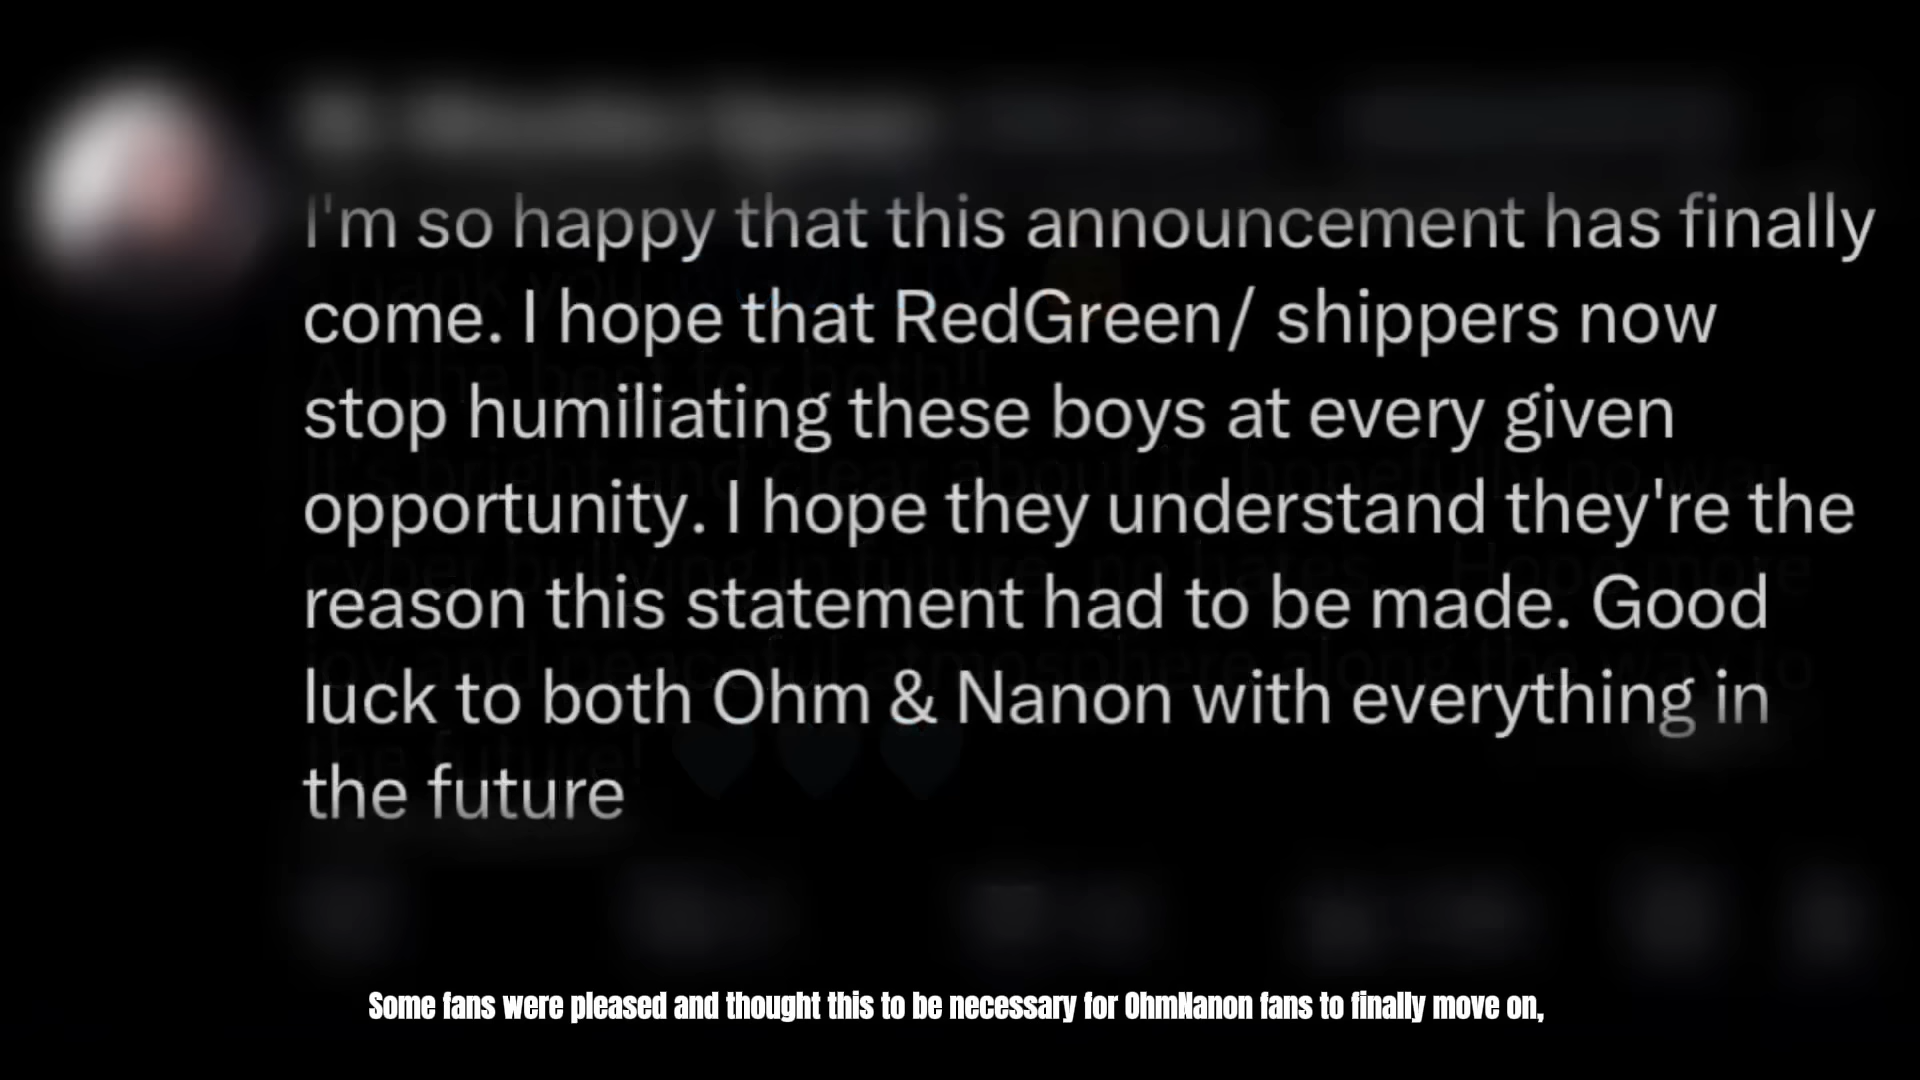 I'm so happy that this announcement has finally
come. I hope that RedGreen/ shippers now
stop humiliating these boys at every given
opportunity. I hope they understand they're the
reason this statement had to be made. Good
luck to both Ohm & Nanon with everything in
the future
Some fans were pleased and thought this to be necessary for OhmNanon fans to finally move on,